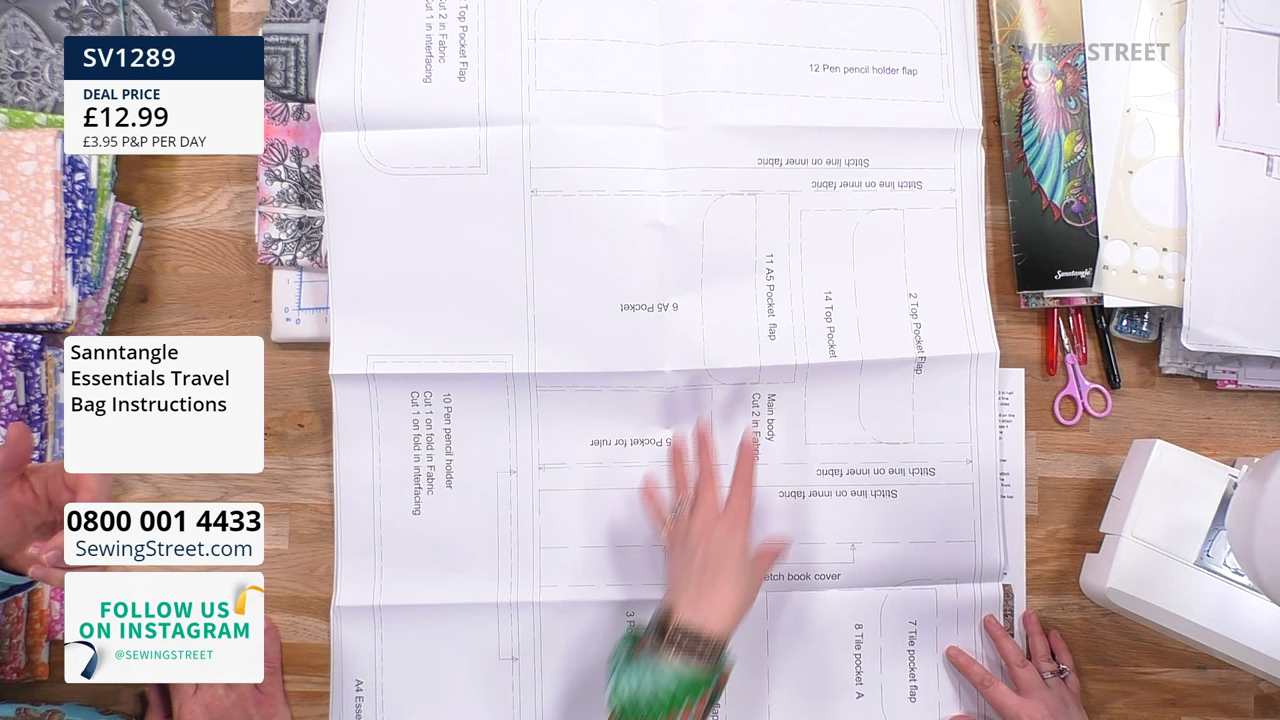 SV1289
DEAL PRICE
£12.99
£3.95 P&P PER DAY
Sanntangle
Essentials Travel
Bag Instructions
0800 001 4433
SewingStreet.com
FOLLOW US
ON INSTAGRAM
@SEWINGSTREET
SEWING STREET
Top Pocket Flap
Cut 2 in Fabric
Cut 1 in interfacing
12 Pen pencil holder flap
Stitch line on inner fabric
Stitch line on inner fabric
6 A5 Pocket
11 A5 Pocket flap
14 Top Pocket
2 Top Pocket Flap
10 Pen pencil holder
Cut 1 on fold in Fabric
Cut 1 on fold in interfacing
Main body
Cut 2 in Fabric
5 Pocket for ruler
Stitch line on inner fabric
Stitch line on inner fabric
etch book cover
3
8 Tile pocket A
7 Tile pocket flap
A4
Sanntangle